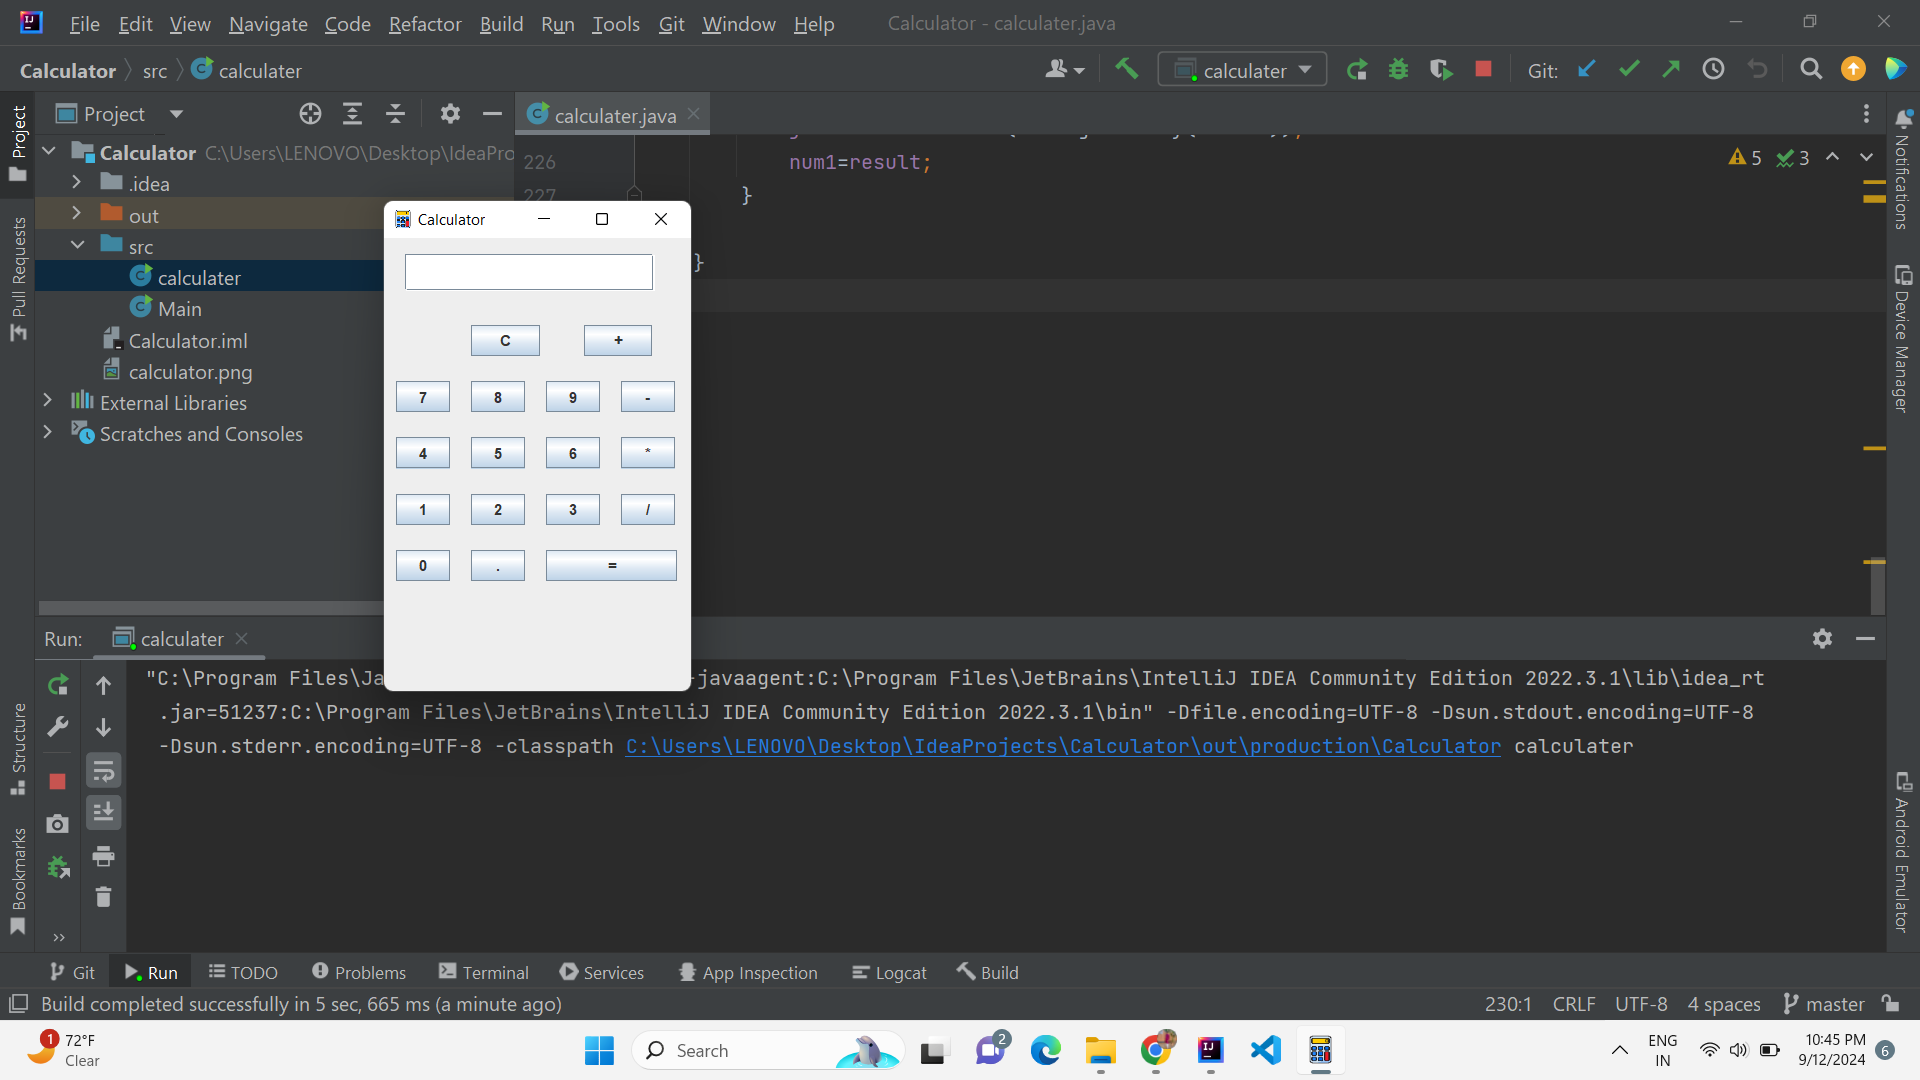 File Edit View Navigate Code Refactor Build Run Tools Git Window Help Calculator - calculater.java
Calculator src calculater
calculater
Git:
Project
calculater.java
Calculator C:\Users\LENOVO\Desktop\IdeaPro
.idea
out
src
calculater
Main
Calculator.iml
calculator.png
External Libraries
Scratches and Consoles
226 num1=result;
227 }
}
5 3
Calculator
C +
7 8 9 -
4 5 6 *
1 2 3 /
0 . =
Project
Pull Requests
Structure
Bookmarks
Notifications
Device Manager
Android Emulator
Run: calculater
"C:\Program Files\Ja -javaagent:C:\Program Files\JetBrains\IntelliJ IDEA Community Edition 2022.3.1\lib\idea_rt
.jar=51237:C:\Program Files\JetBrains\IntelliJ IDEA Community Edition 2022.3.1\bin" -Dfile.encoding=UTF-8 -Dsun.stdout.encoding=UTF-8
-Dsun.stderr.encoding=UTF-8 -classpath C:\Users\LENOVO\Desktop\IdeaProjects\Calculator\out\production\Calculator calculater
Git Run TODO Problems Terminal Services App Inspection Logcat Build
Build completed successfully in 5 sec, 665 ms (a minute ago)
230:1 CRLF UTF-8 4 spaces master
1 72°F
Clear
Search
2
ENG
IN
10:45 PM
9/12/2024
6